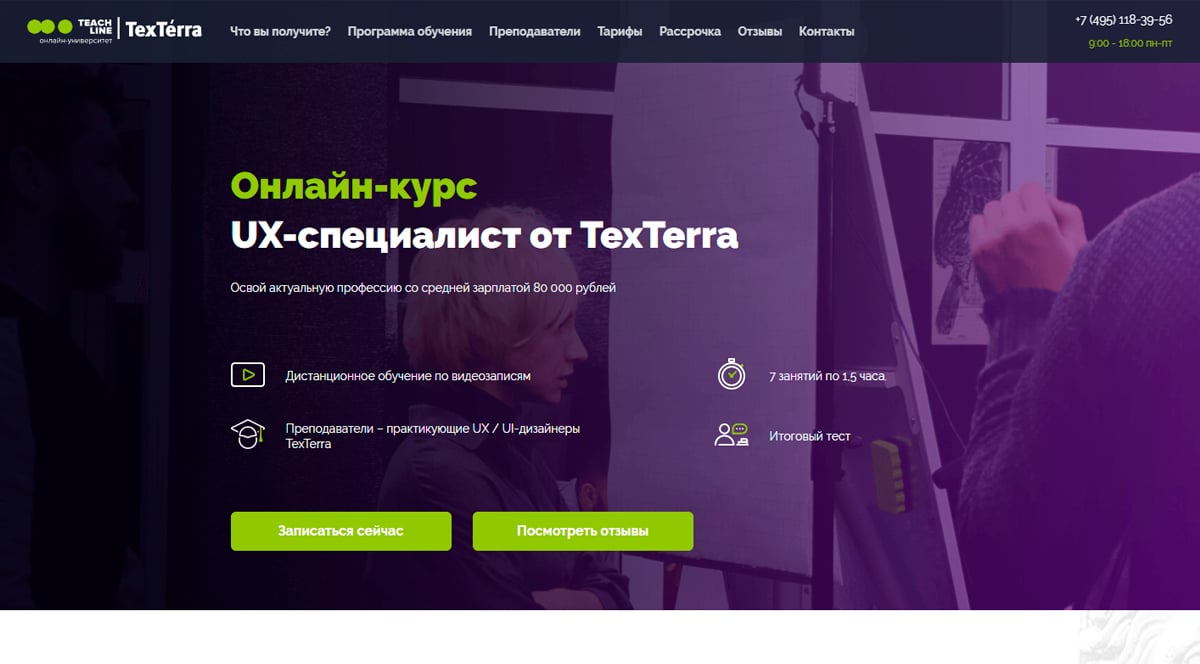 TEACH
LINE
онлайн-университет
TexTérra
Что вы получите? Программа обучения Преподаватели Тарифы Рассрочка Отзывы Контакты
+7 (495) 118-39-56
9:00 - 18:00 пн-пт
Онлайн-курс
UX-специалист от TexTerra
Освой актуальную профессию со средней зарплатой 80 000 рублей
Дистанционное обучение по видеозаписям
7 занятий по 1,5 часа.
Преподаватели – практикующие UX / UI-дизайнеры
TexTerra
Итоговый тест
Записаться сейчас
Посмотреть отзывы